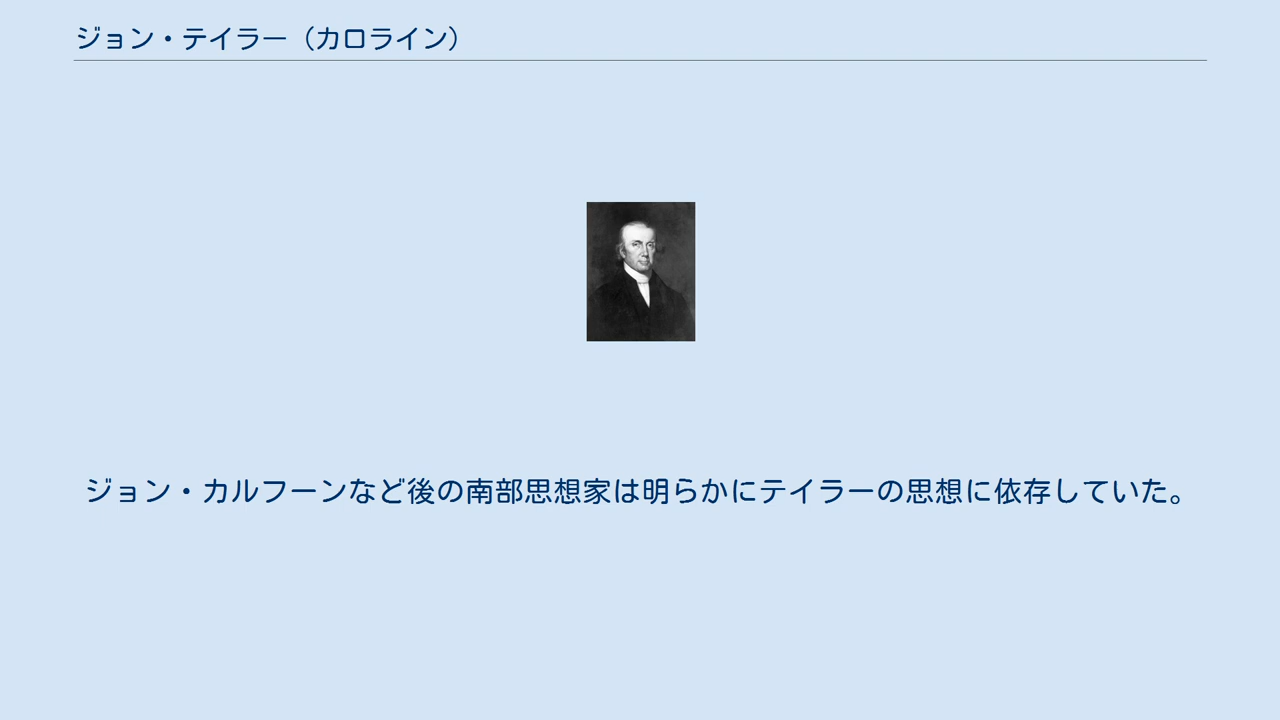 ジョン・テイラー（カロライン）
ジョン・カルフーンなど後の南部思想家は明らかにテイラーの思想に依存していた。